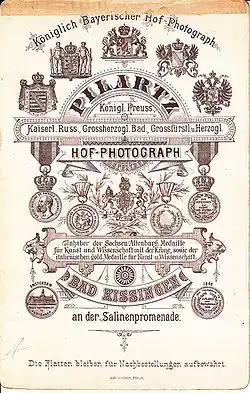 Königlich Bayerischer Hof-Photograph
PILARTZ
Königl. Preuss.
Kaiserl. Russ., Grossherzogl. Bad., Grossfürstl. u. Herzogl.
HOF-PHOTOGRAPH
Inhaber der Sachsen Altenburg. Medaille
für Kunst und Wissenschaft mit der Krone, sowie der
italienischen gold. Medaille für Kunst u. Wissenschaft.
BAD KISSINGEN
AMSTERDAM
an der Salinenpromenade.
Die Platten bleiben für Nachbestellungen aufbewahrt.